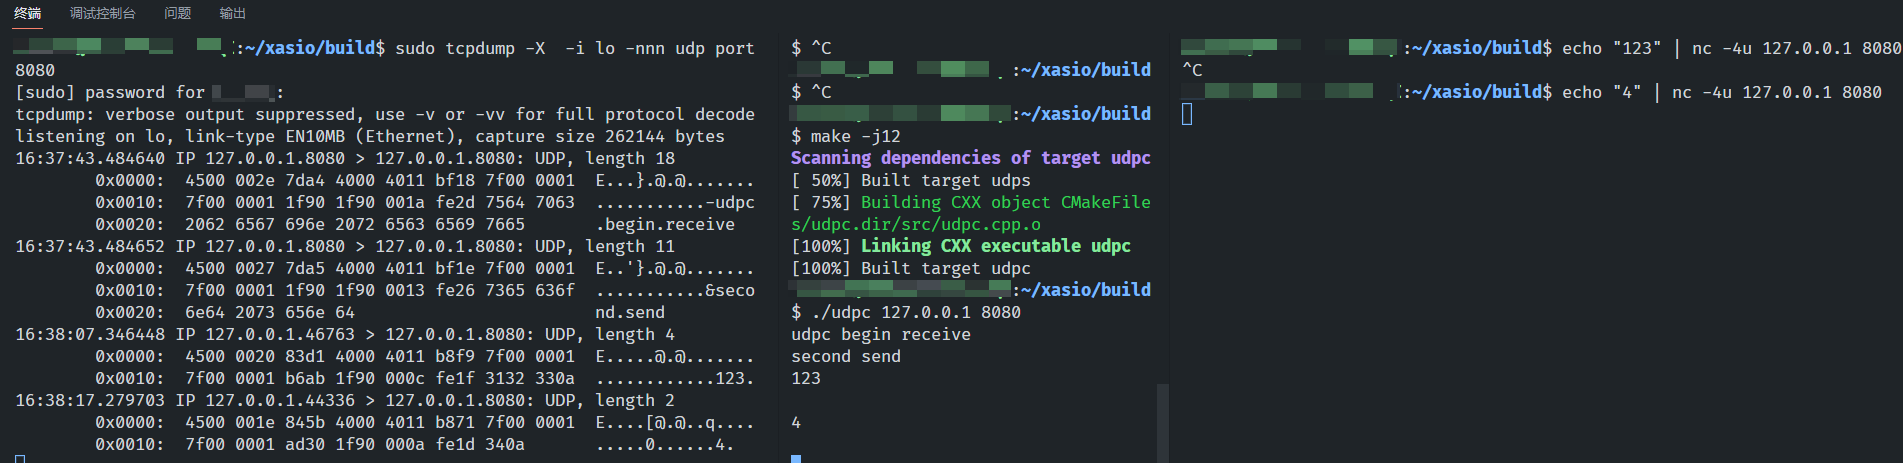 终端 调试控制台 问题 输出
:~/xasio/build$ sudo tcpdump -X  -i lo -nnn udp port
8080
[sudo] password for :
tcpdump: verbose output suppressed, use -v or -vv for full protocol decode
listening on lo, link-type EN10MB (Ethernet), capture size 262144 bytes
16:37:43.484640 IP 127.0.0.1.8080 > 127.0.0.1.8080: UDP, length 18
0x0000:  4500 002e 7da4 4000 4011 bf18 7f00 0001  E...}.@.@.......
0x0010:  7f00 0001 1f90 1f90 001a fe2d 7564 7063  ...........-udpc
0x0020:  2062 6567 696e 2072 6563 6569 7665       .begin.receive
16:37:43.484652 IP 127.0.0.1.8080 > 127.0.0.1.8080: UDP, length 11
0x0000:  4500 0027 7da5 4000 4011 bf1e 7f00 0001  E..'}.@.@.......
0x0010:  7f00 0001 1f90 1f90 0013 fe26 7365 636f  ...........&seco
0x0020:  6e64 2073 656e 64                        nd.send
16:38:07.346448 IP 127.0.0.1.46763 > 127.0.0.1.8080: UDP, length 4
0x0000:  4500 0020 83d1 4000 4011 b8f9 7f00 0001  E.....@.@.......
0x0010:  7f00 0001 b6ab 1f90 000c fe1f 3132 330a  ............123.
16:38:17.279703 IP 127.0.0.1.44336 > 127.0.0.1.8080: UDP, length 2
0x0000:  4500 001e 845b 4000 4011 b871 7f00 0001  E....[@.@..q....
0x0010:  7f00 0001 ad30 1f90 000a fe1d 340a       .....0......4.
$ ^C
:~/xasio/build
$ ^C
:~/xasio/build
$ make -j12
Scanning dependencies of target udpc
[ 50%] Built target udps
[ 75%] Building CXX object CMakeFile
s/udpc.dir/src/udpc.cpp.o
[100%] Linking CXX executable udpc
[100%] Built target udpc
:~/xasio/build
$ ./udpc 127.0.0.1 8080
udpc begin receive
second send
123
4
:~/xasio/build$ echo "123" | nc -4u 127.0.0.1 8080
^C
:~/xasio/build$ echo "4" | nc -4u 127.0.0.1 8080